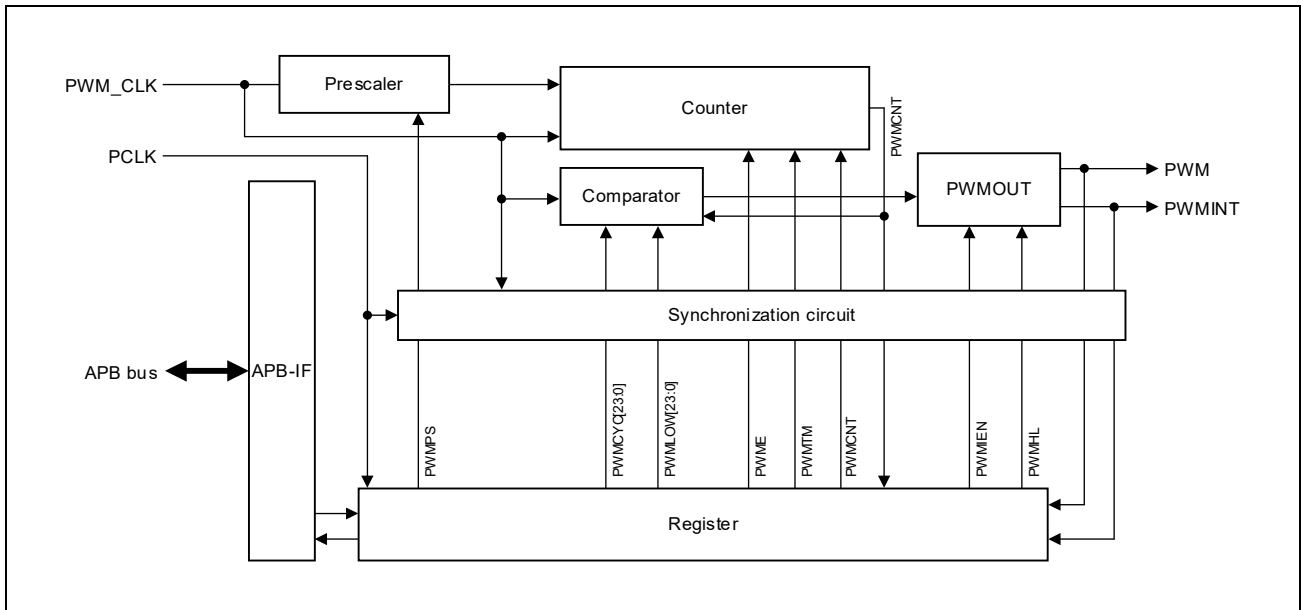 PWM_CLK
Prescaler
Counter
PWMCNT
PCLK
Comparator
PWMOUT
PWM
PWMINT
Synchronization circuit
APB bus
APB-IF
PWMPS
PWMCYC[23:0]
PWMLOW[23:0]
PWME
PWMTM
PWMCNT
PWMIEN
PWMHL
Register